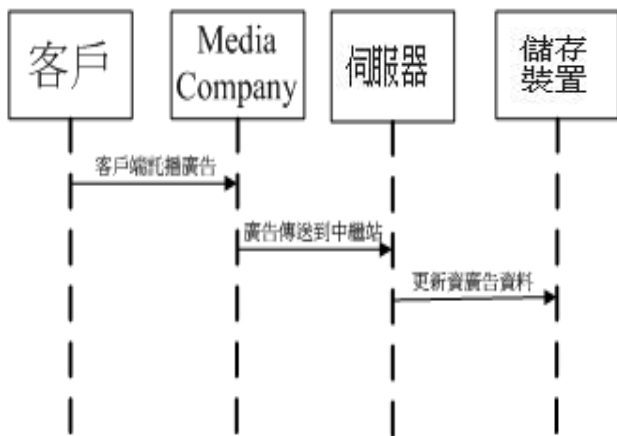 客戶
Media
Company
伺服器
儲存
裝置
客戶端託播廣告
廣告傳送到中繼站
更新資廣告資料